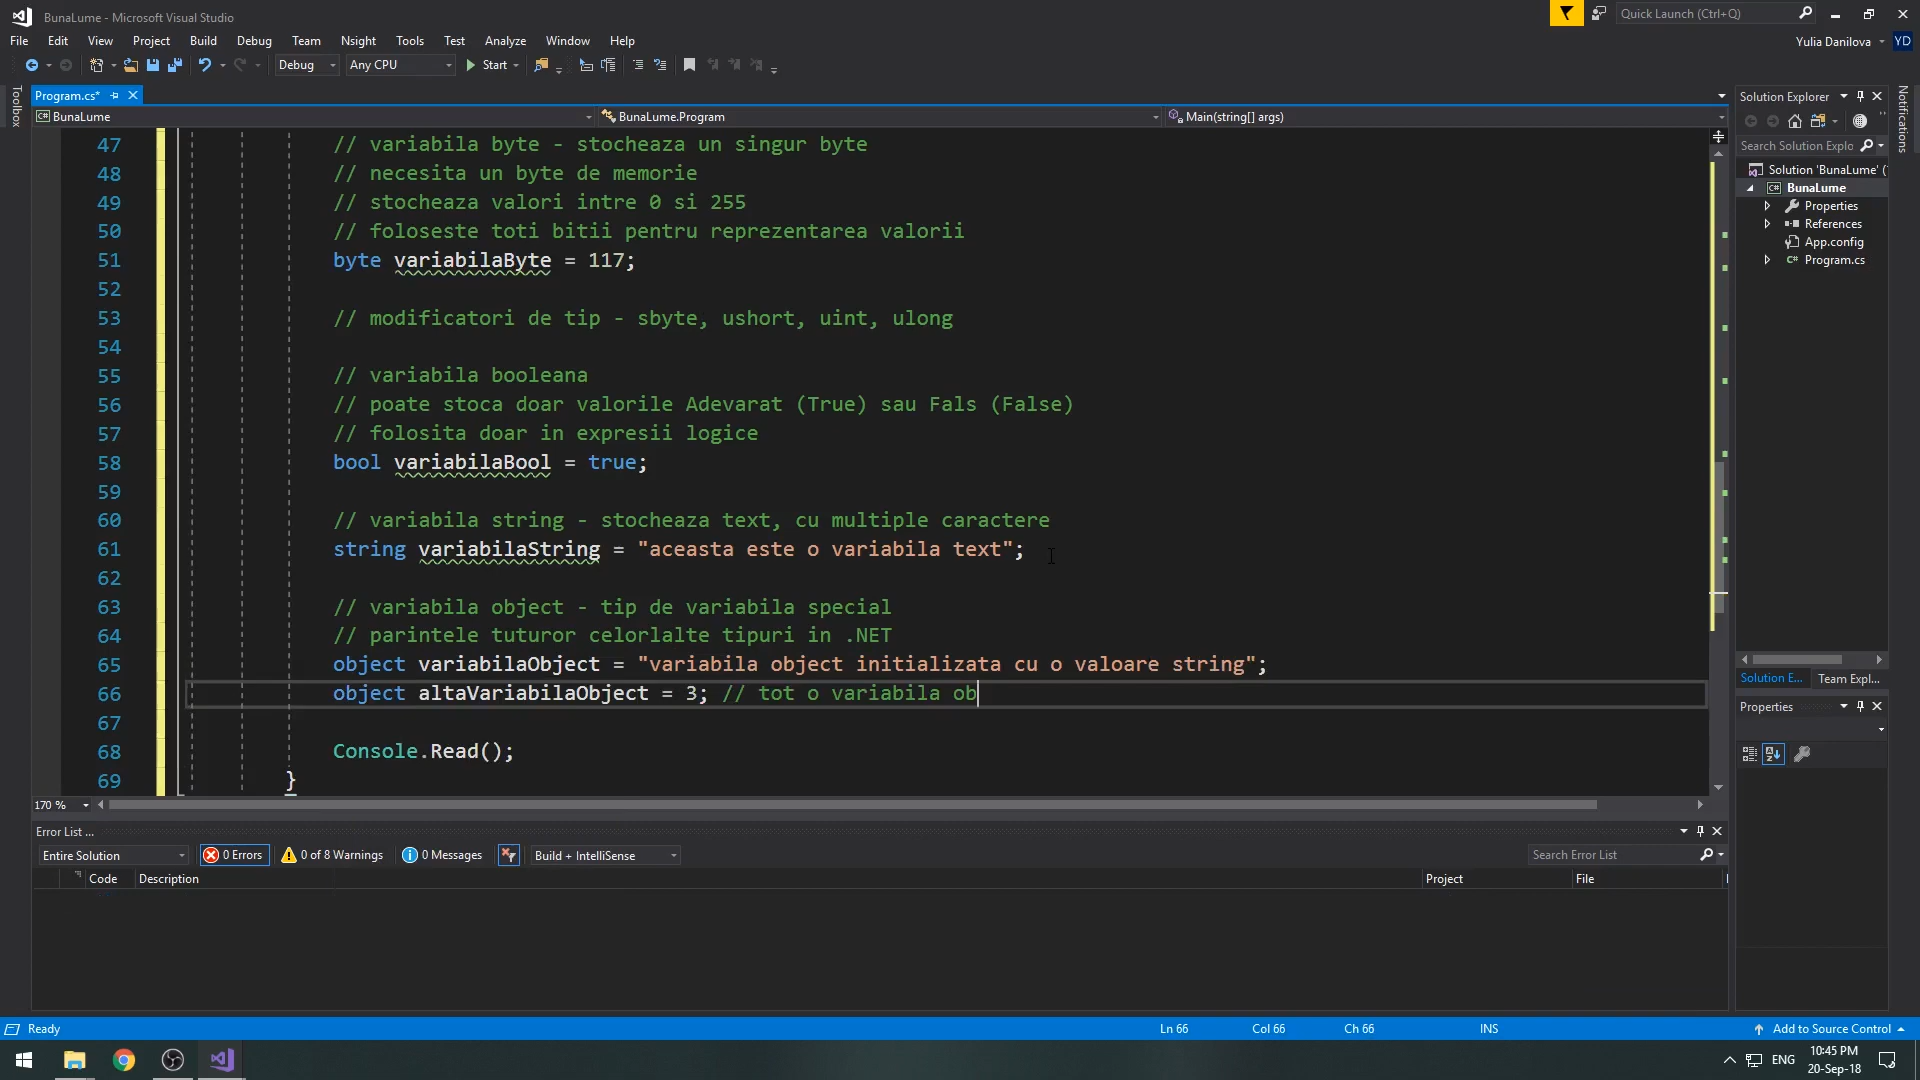 BunaLume - Microsoft Visual Studio
Quick Launch (Ctrl+Q)
File Edit View Project Build Debug Team Nsight Tools Test Analyze Window Help
Yulia Danilova YD
Debug Any CPU Start
Toolbox
Program.cs*
BunaLume BunaLume.Program Main(string[] args)
47 // variabila byte - stocheaza un singur byte
48 // necesita un byte de memorie
49 // stocheaza valori intre 0 si 255
50 // foloseste toti bitii pentru reprezentarea valorii
51 byte variabilaByte = 117;
52
53 // modificatori de tip - sbyte, ushort, uint, ulong
54
55 // variabila booleana
56 // poate stoca doar valorile Adevarat (True) sau Fals (False)
57 // folosita doar in expresii logice
58 bool variabilaBool = true;
59
60 // variabila string - stocheaza text, cu multiple caractere
61 string variabilaString = "aceasta este o variabila text";
62
63 // variabila object - tip de variabila special
64 // parintele tuturor celorlalte tipuri in .NET
65 object variabilaObject = "variabila object initializata cu o valoare string";
66 object altaVariabilaObject = 3; // tot o variabila ob
67
68 Console.Read();
69 }
170 %
Solution Explorer
Notifications
Search Solution Explo
Solution 'BunaLume' (
C# BunaLume
Properties
References
App.config
C# Program.cs
Solution E... Team Expl...
Properties
Error List ...
Entire Solution 0 Errors 0 of 8 Warnings 0 Messages Build + IntelliSense Search Error List
Code Description Project File
Ready Ln 66 Col 66 Ch 66 INS Add to Source Control
ENG 10:45 PM
20-Sep-18